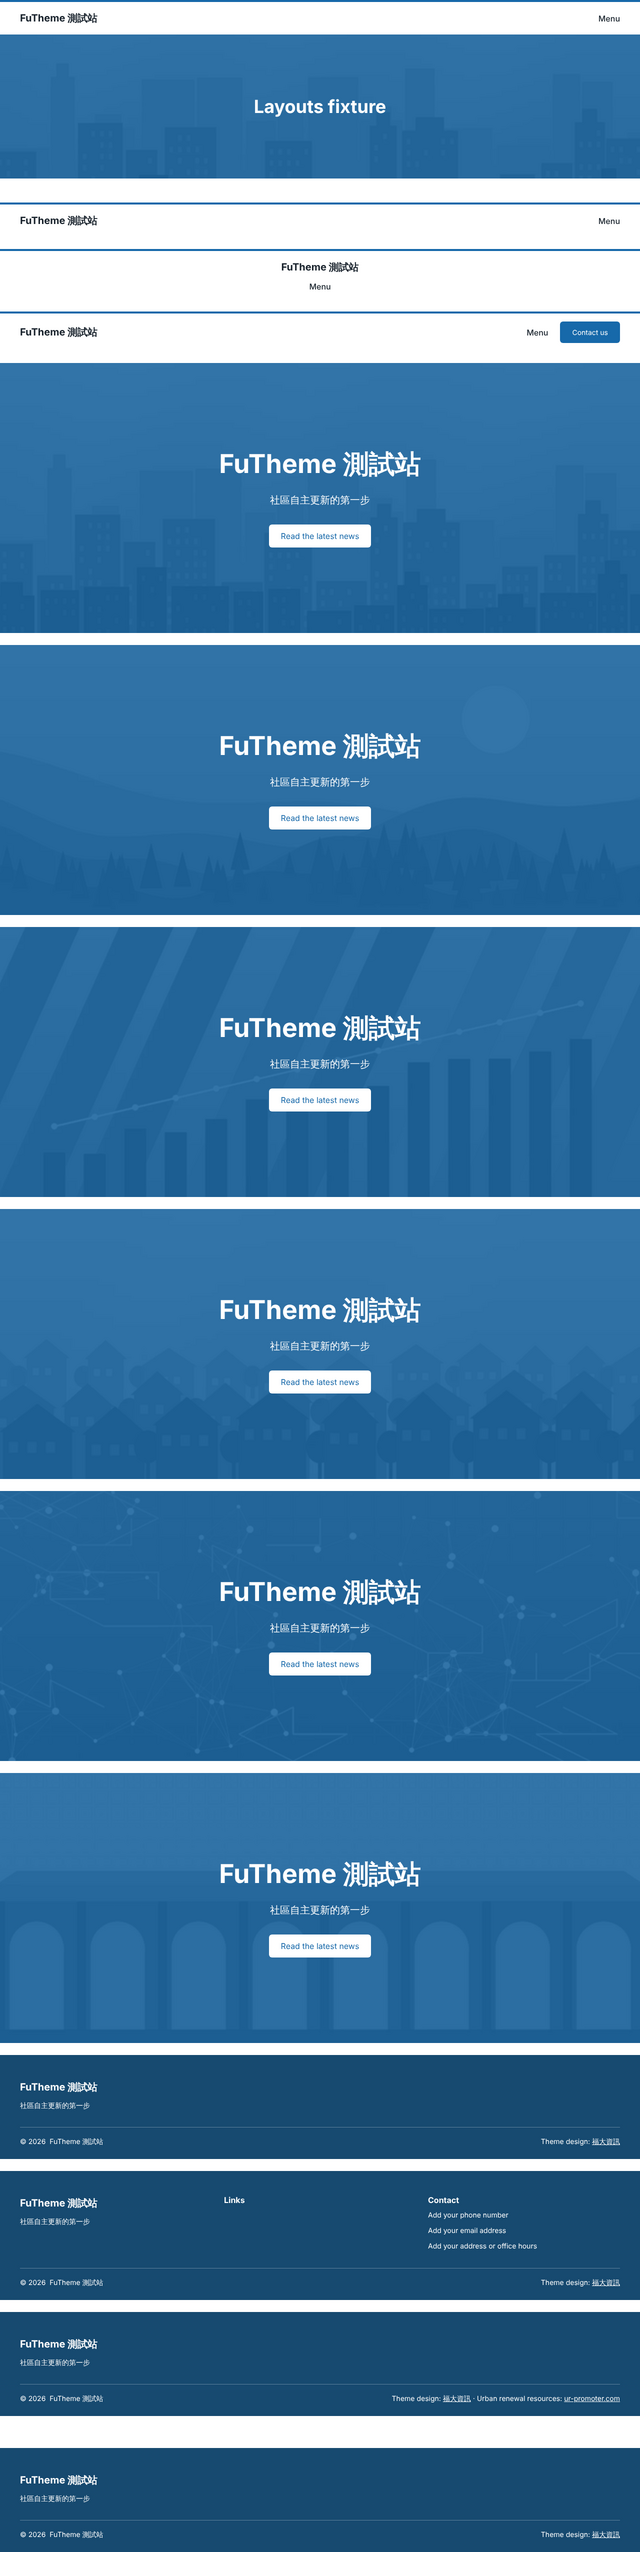 FuTheme 測試站 Menu
Layouts fixture
FuTheme 測試站 Menu
FuTheme 測試站
Menu
FuTheme 測試站 Menu Contact us
FuTheme 測試站
社區自主更新的第一步
Read the latest news
FuTheme 測試站
社區自主更新的第一步
Read the latest news
FuTheme 測試站
社區自主更新的第一步
Read the latest news
FuTheme 測試站
社區自主更新的第一步
Read the latest news
FuTheme 測試站
社區自主更新的第一步
Read the latest news
FuTheme 測試站
社區自主更新的第一步
Read the latest news
FuTheme 測試站
社區自主更新的第一步
© 2026 FuTheme 測試站 Theme design: 福大資訊
FuTheme 測試站 Links Contact
社區自主更新的第一步 Add your phone number
Add your email address
Add your address or office hours
© 2026 FuTheme 測試站 Theme design: 福大資訊
FuTheme 測試站
社區自主更新的第一步
© 2026 FuTheme 測試站 Theme design: 福大資訊 · Urban renewal resources: ur-promoter.com
FuTheme 測試站
社區自主更新的第一步
© 2026 FuTheme 測試站 Theme design: 福大資訊